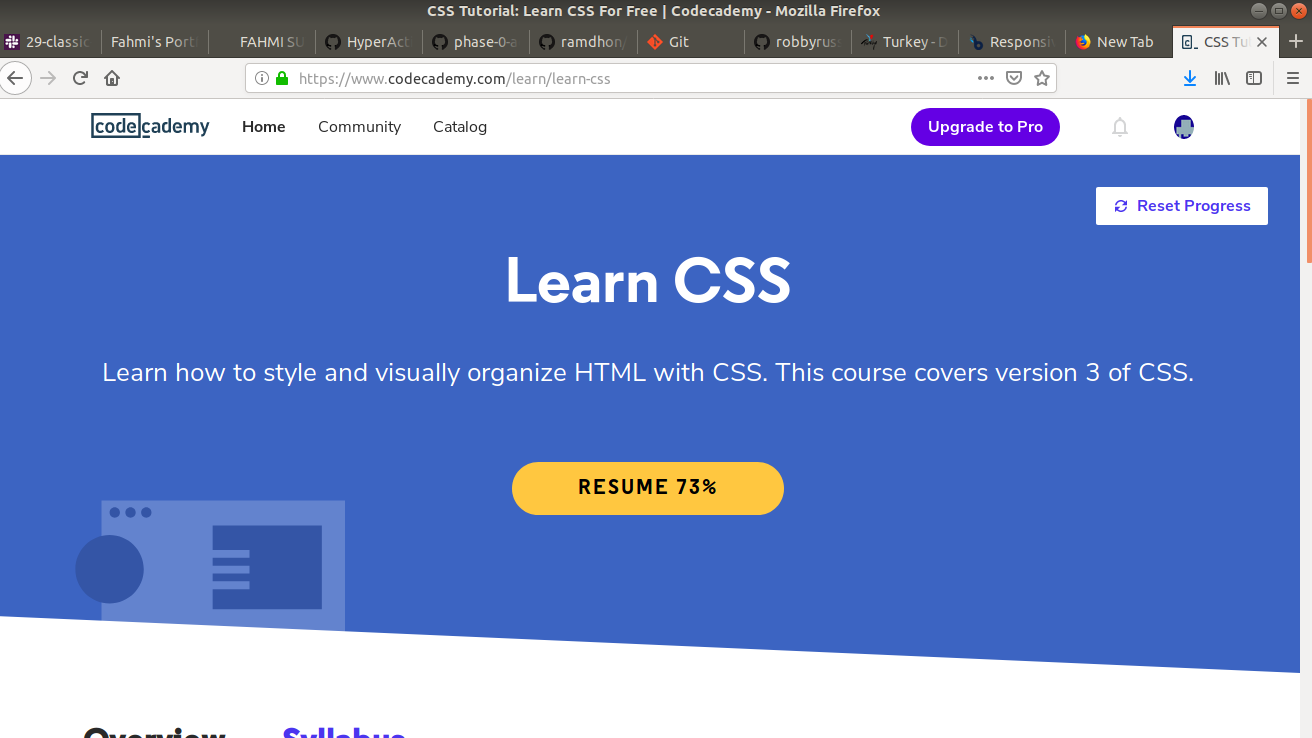 CSS Tutorial: Learn CSS For Free | Codecademy - Mozilla Firefox
29-classic
Fahmi's Port
FAHMI SU
HyperAct
phase-0-a
ramdhon/
Git
robbyrus
Turkey - D
Responsiv
New Tab
CSS Tu
https://www.codecademy.com/learn/learn-css
codecademy
Home
Community
Catalog
Upgrade to Pro
Reset Progress
Learn CSS
Learn how to style and visually organize HTML with CSS. This course covers version 3 of CSS.
RESUME 73%
Overview
Syllabus